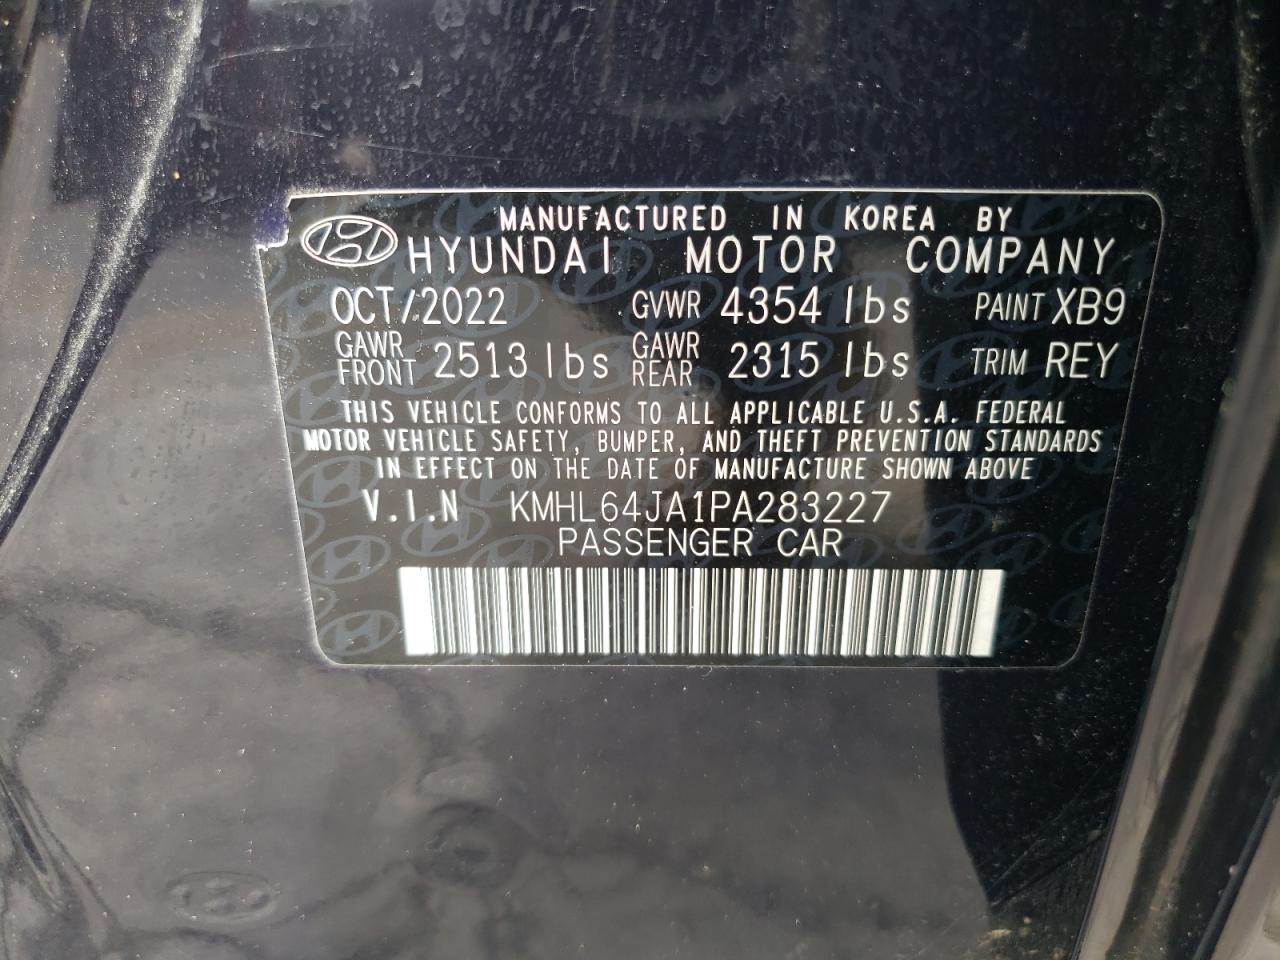 MANUFACTURED IN KOREA BY
HYUNDAI MOTOR COMPANY
OCT/2022 GVWR 4354 lbs PAINT XB9
GAWR FRONT 2513 lbs GAWR REAR 2315 lbs TRIM REY
THIS VEHICLE CONFORMS TO ALL APPLICABLE U.S.A. FEDERAL
MOTOR VEHICLE SAFETY, BUMPER, AND THEFT PREVENTION STANDARDS
IN EFFECT ON THE DATE OF MANUFACTURE SHOWN ABOVE
V.I.N KMHL64JA1PA283227
PASSENGER CAR